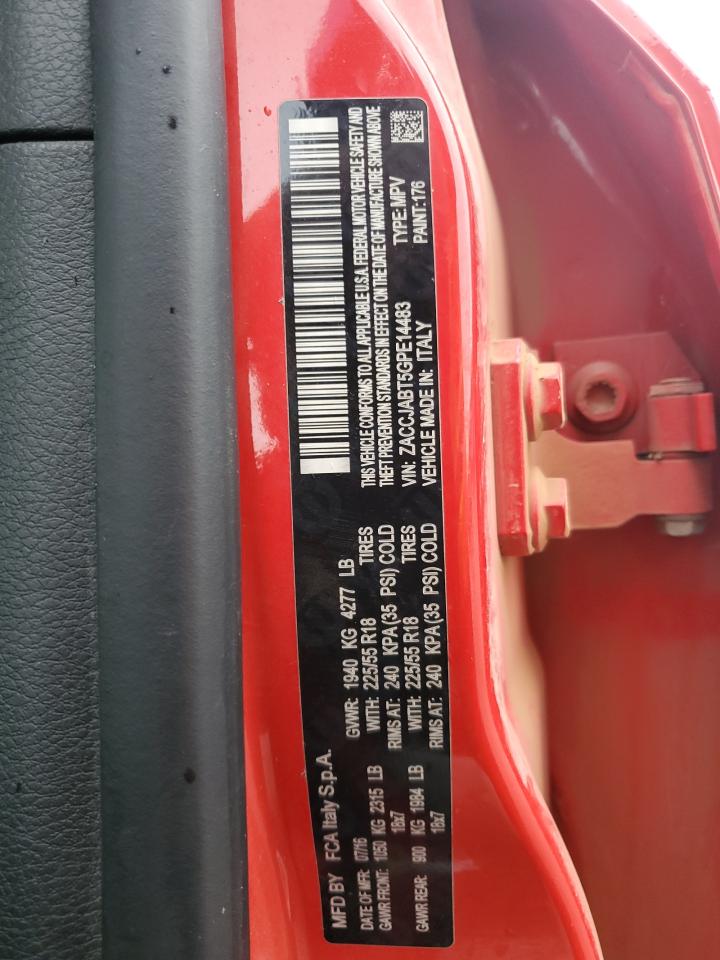 MFD BY FCA Italy S.p.A.
DATE OF MFR: 07/16 GVWR: 1940 KG 4277 LB
GAWR FRONT: 1050 KG 2315 LB WITH: 225/55 R18 TIRES
18x7 RIMS AT: 240 KPA(35 PSI) COLD
GAWR REAR: 900 KG 1984 LB WITH: 225/55 R18 TIRES
18x7 RIMS AT: 240 KPA(35 PSI) COLD
THIS VEHICLE CONFORMS TO ALL APPLICABLE U.S.A. FEDERAL MOTOR VEHICLE SAFETY AND
THEFT PREVENTION STANDARDS IN EFFECT ON THE DATE OF MANUFACTURE SHOWN ABOVE
VIN: ZACCJABT5GPE14483 TYPE: MPV
VEHICLE MADE IN: ITALY PAINT: 176